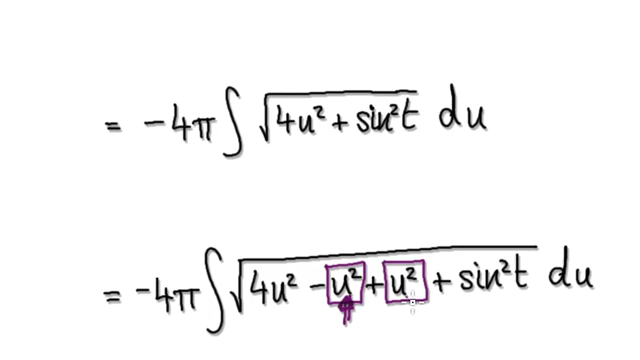 = -4π ∫ √(4u² + sin²t) du
= -4π ∫ √(4u² - u² + u² + sin²t) du